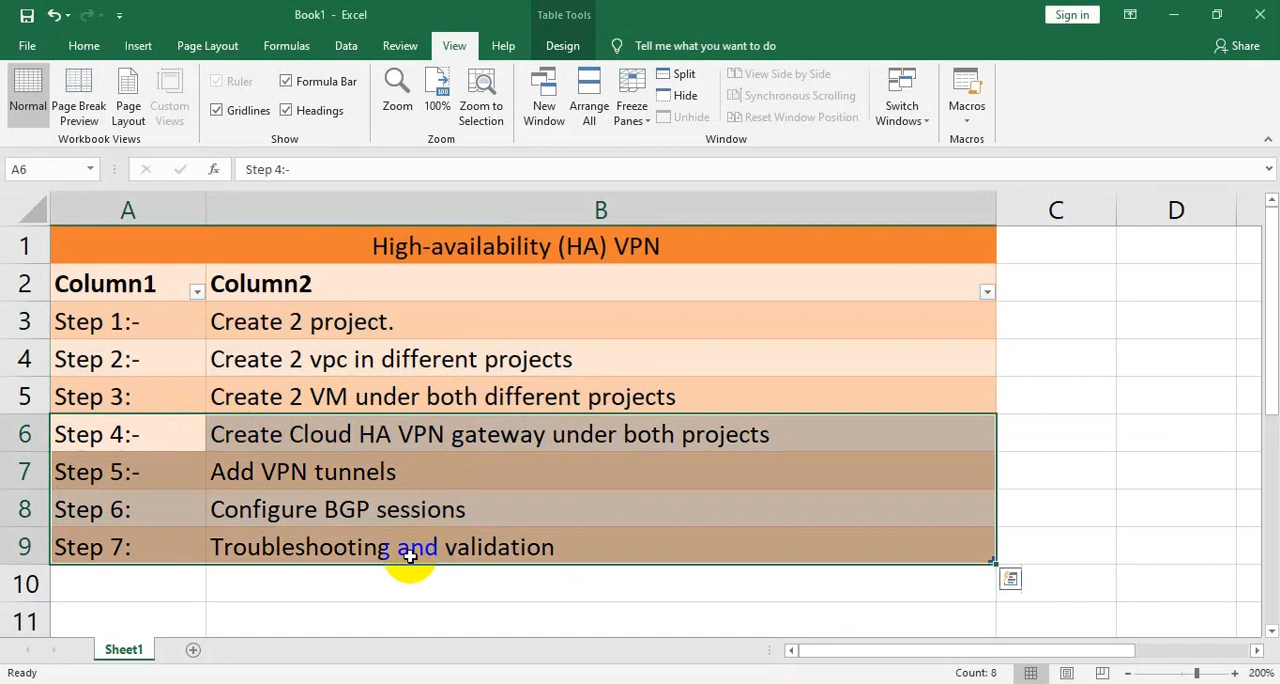 Book1 - Excel
Table Tools
Sign in
File Home Insert Page Layout Formulas Data Review View Help Design Tell me what you want to do Share
Normal Page Break Preview Page Layout Custom Views
Workbook Views
Ruler Formula Bar
Gridlines Headings
Show
Zoom 100% Zoom to Selection
Zoom
New Window Arrange All Freeze Panes
Split
Hide
Unhide
View Side by Side
Synchronous Scrolling
Reset Window Position
Switch Windows
Window
Macros
Macros
A6 fx Step 4:-
A B C D
1 High-availability (HA) VPN
2 Column1 Column2
3 Step 1:- Create 2 project.
4 Step 2:- Create 2 vpc in different projects
5 Step 3: Create 2 VM under both different projects
6 Step 4:- Create Cloud HA VPN gateway under both projects
7 Step 5:- Add VPN tunnels
8 Step 6: Configure BGP sessions
9 Step 7: Troubleshooting and validation
10
11
Sheet1
Ready Count: 8 200%